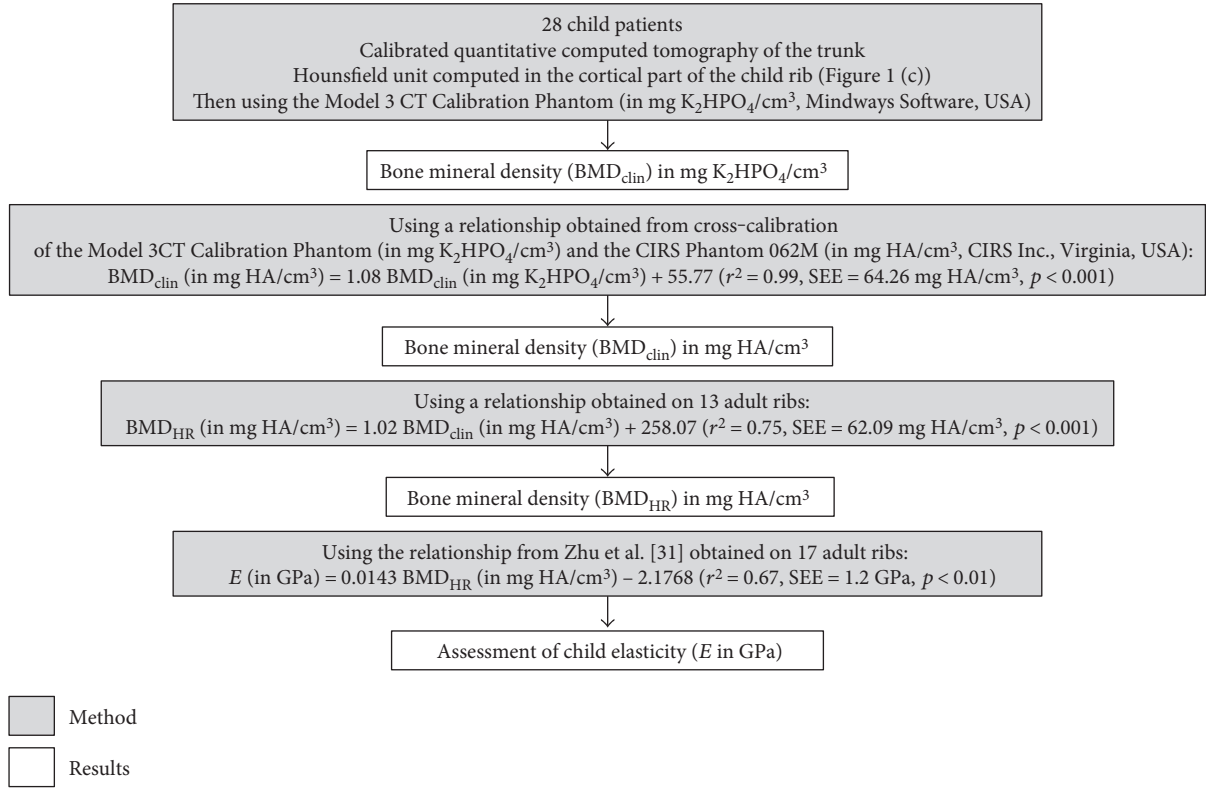 28 child patients
Calibrated quantitative computed tomography of the trunk
Hounsfield unit computed in the cortical part of the child rib (Figure 1 (c))
Then using the Model 3 CT Calibration Phantom (in mg K₂HPO₄/cm³, Mindways Software, USA)
Bone mineral density (BMD_clin) in mg K₂HPO₄/cm³
Using a relationship obtained from cross-calibration
of the Model 3CT Calibration Phantom (in mg K₂HPO₄/cm³) and the CIRS Phantom 062M (in mg HA/cm³, CIRS Inc., Virginia, USA):
BMD_clin (in mg HA/cm³) = 1.08 BMD_clin (in mg K₂HPO₄/cm³) + 55.77 (r² = 0.99, SEE = 64.26 mg HA/cm³, p < 0.001)
Bone mineral density (BMD_clin) in mg HA/cm³
Using a relationship obtained on 13 adult ribs:
BMD_HR (in mg HA/cm³) = 1.02 BMD_clin (in mg HA/cm³) + 258.07 (r² = 0.75, SEE = 62.09 mg HA/cm³, p < 0.001)
Bone mineral density (BMD_HR) in mg HA/cm³
Using the relationship from Zhu et al. [31] obtained on 17 adult ribs:
E (in GPa) = 0.0143 BMD_HR (in mg HA/cm³) – 2.1768 (r² = 0.67, SEE = 1.2 GPa, p < 0.01)
Assessment of child elasticity (E in GPa)
Method
Results